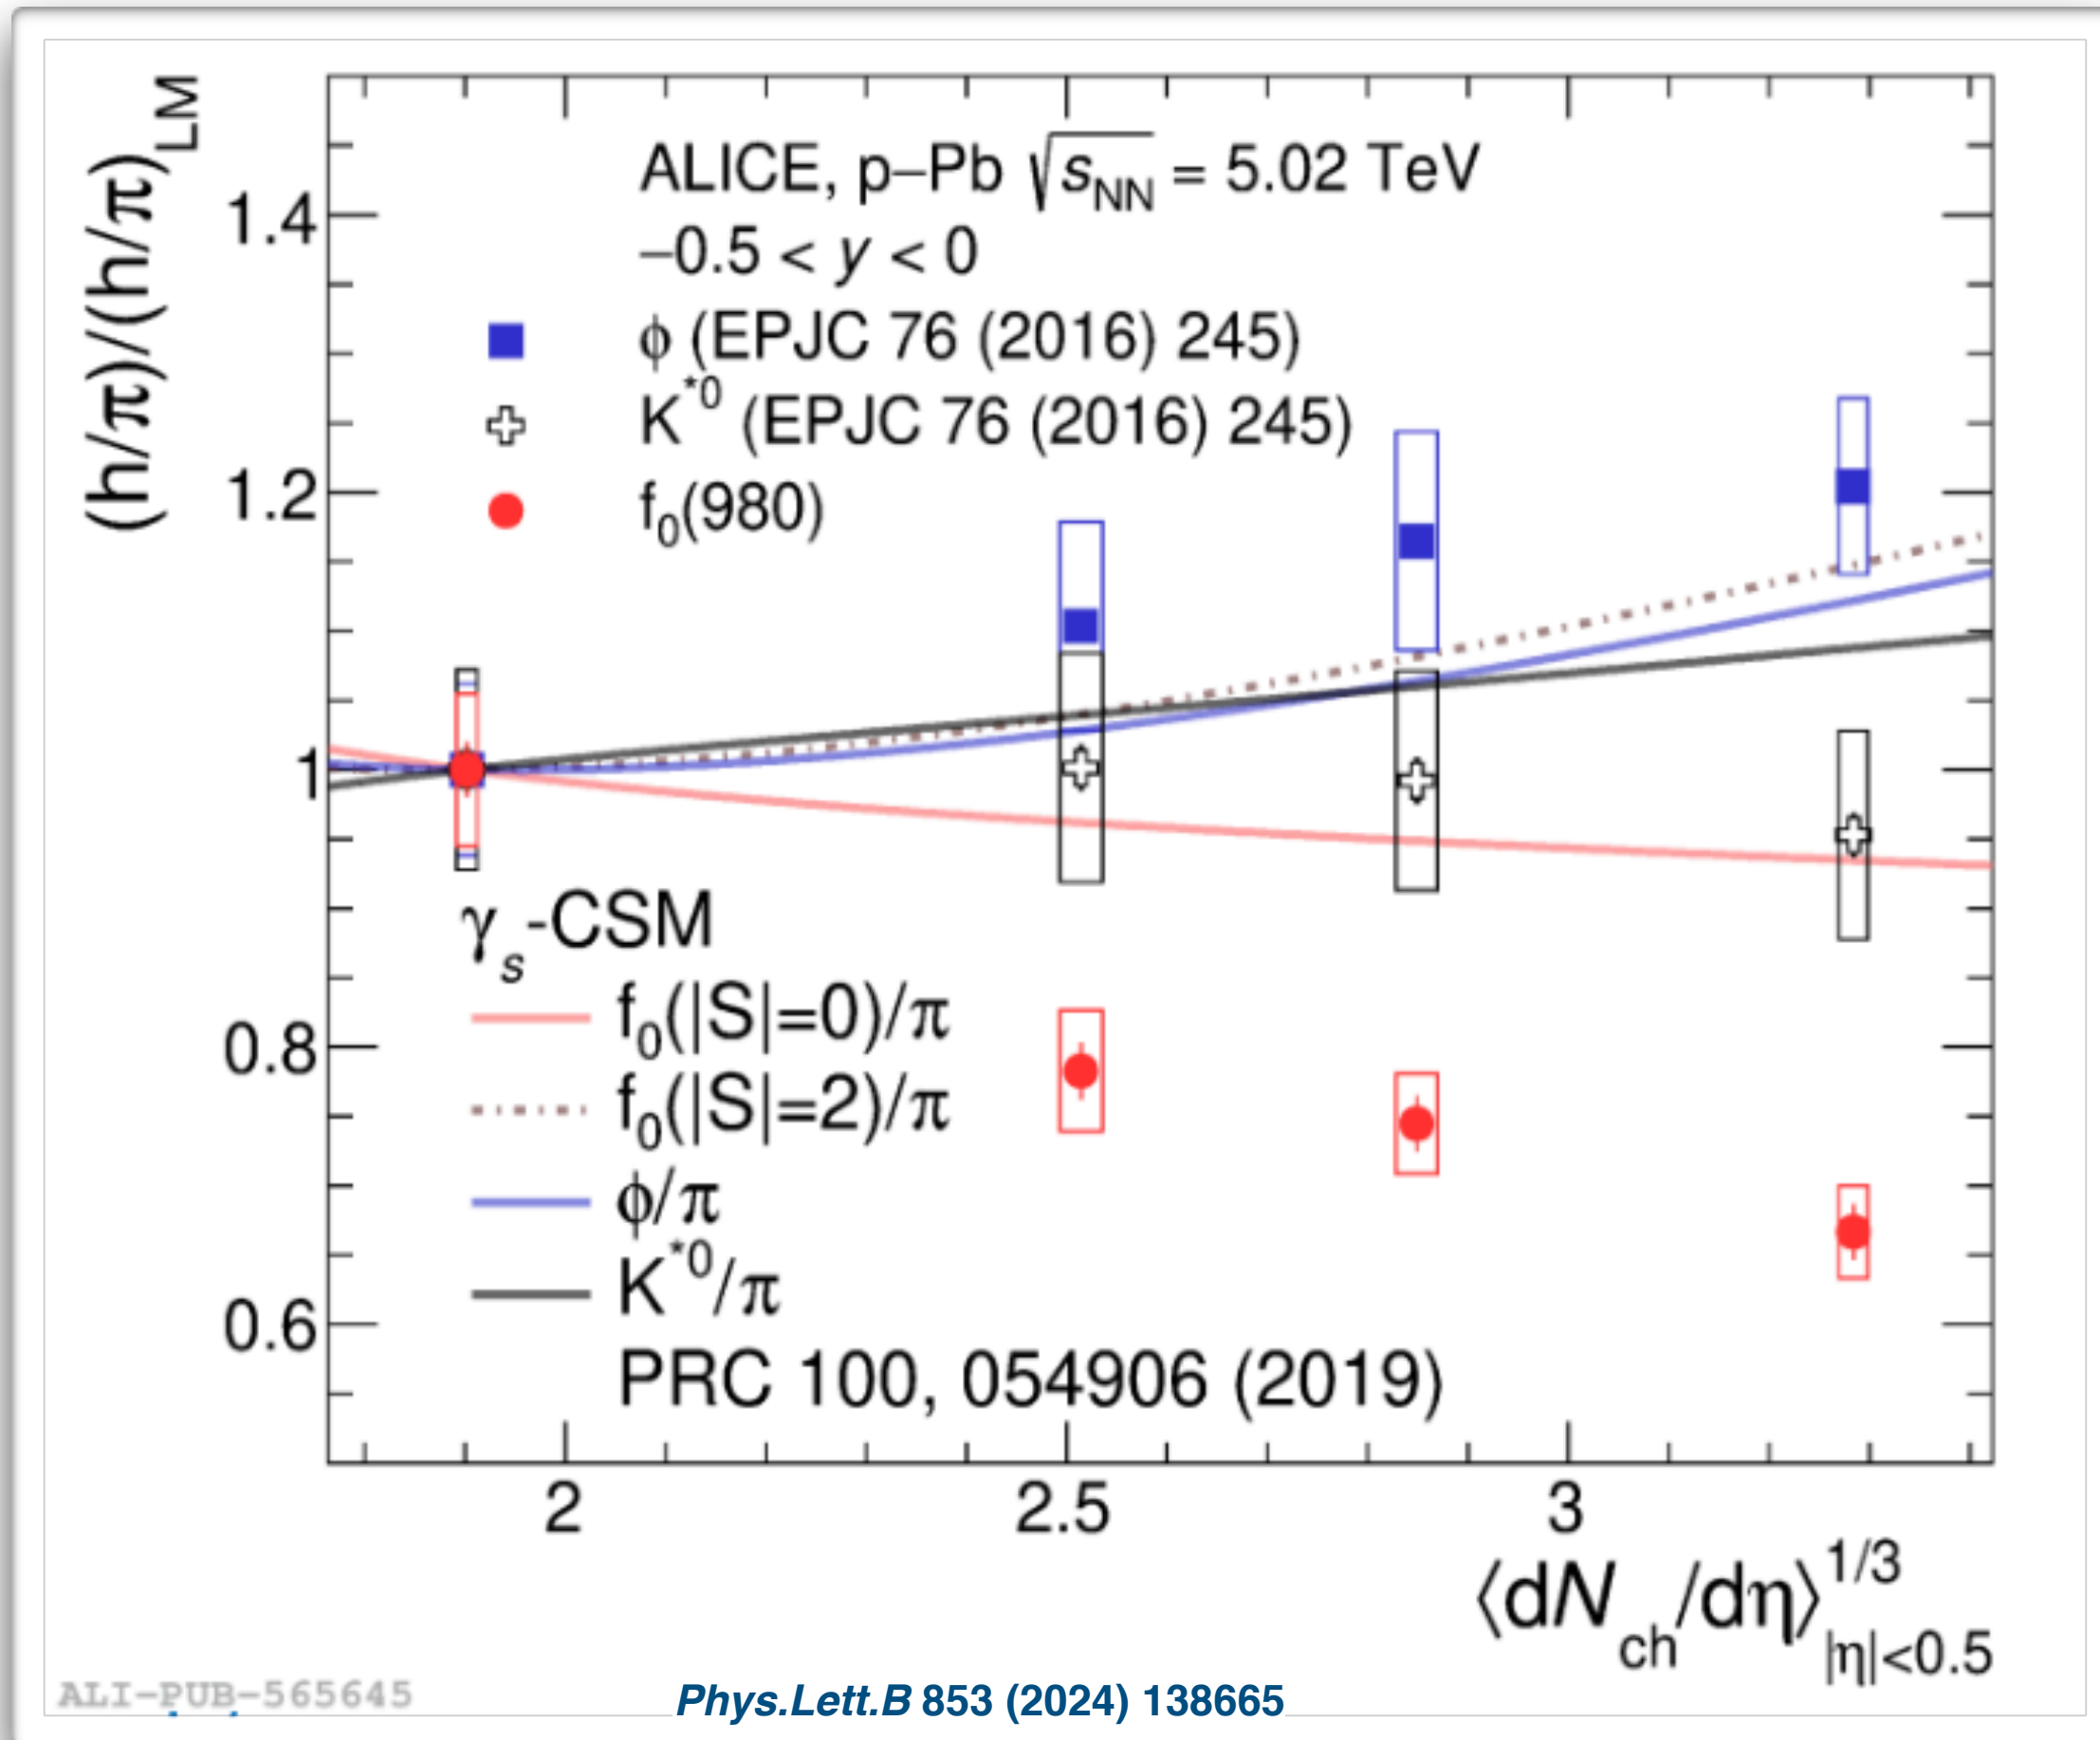 (h/π)/(h/π)LM
ALICE, p–Pb √sNN = 5.02 TeV
–0.5 < y < 0
ϕ (EPJC 76 (2016) 245)
K*0 (EPJC 76 (2016) 245)
f0(980)
1.4
1.2
1
0.8
0.6
γs-CSM
f0(|S|=0)/π
f0(|S|=2)/π
ϕ/π
K*0/π
PRC 100, 054906 (2019)
2 2.5 3
⟨dNch/dη⟩1/3|η|<0.5
ALI-PUB-565645
Phys.Lett.B 853 (2024) 138665